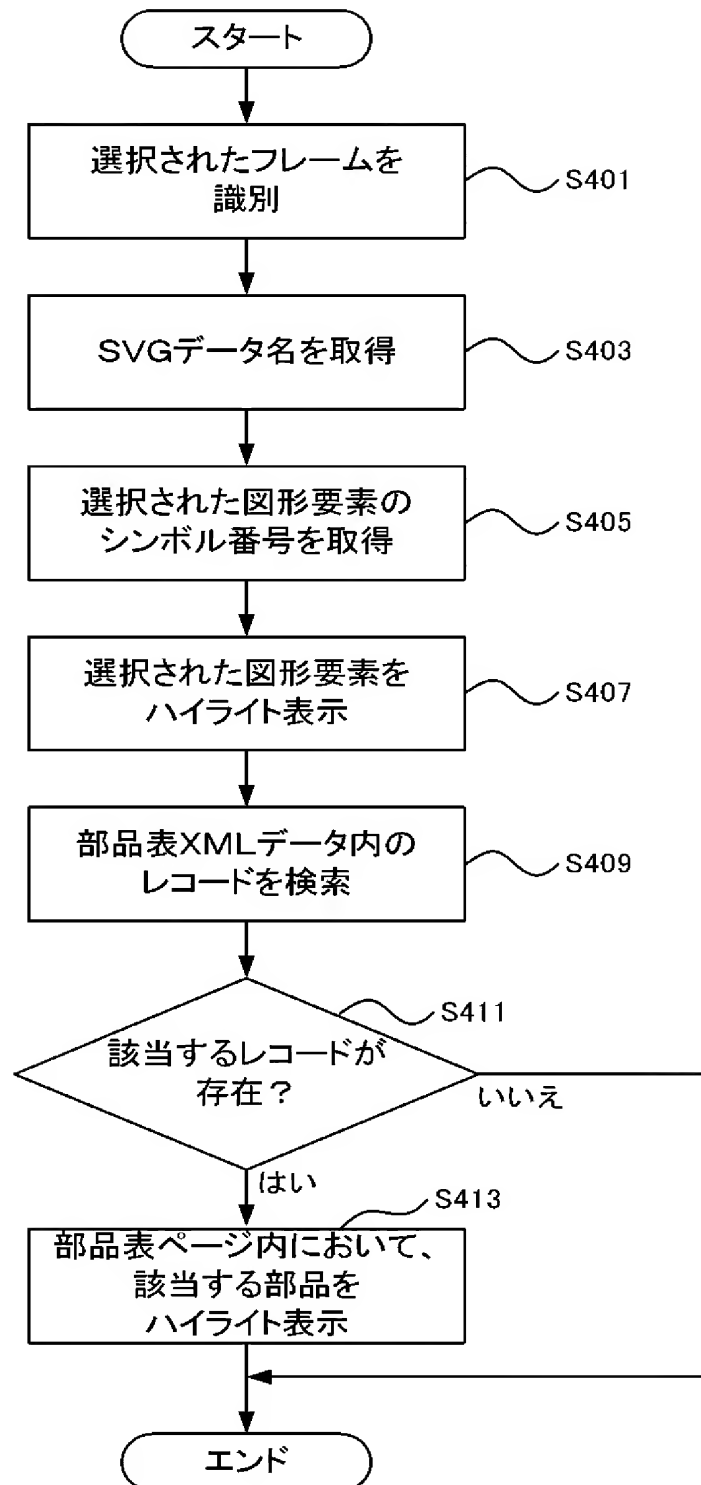 スタート
選択されたフレームを
識別
S401
SVGデータ名を取得
S403
選択された図形要素の
シンボル番号を取得
S405
選択された図形要素を
ハイライト表示
S407
部品表XMLデータ内の
レコードを検索
S409
S411
該当するレコードが
存在？
いいえ
はい
S413
部品表ページ内において、
該当する部品を
ハイライト表示
エンド